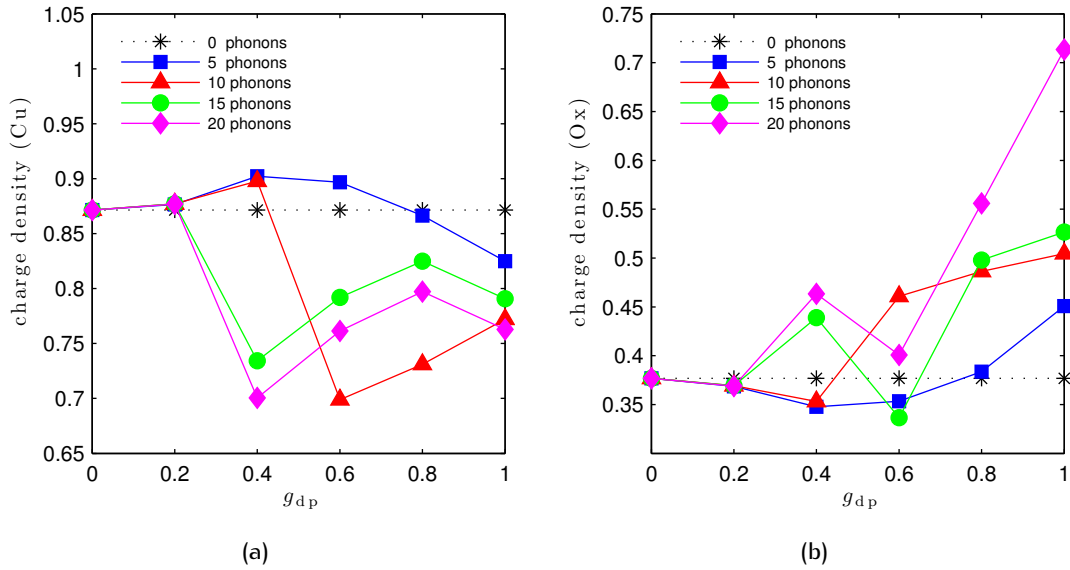 1.05
1
0.95
0.9
0.85
0.8
0.75
0.7
0.65
charge density (Cu)
0 phonons
5 phonons
10 phonons
15 phonons
20 phonons
0 0.2 0.4 0.6 0.8 1
g_dp
(a)
0.75
0.7
0.65
0.6
0.55
0.5
0.45
0.4
0.35
charge density (Ox)
0 phonons
5 phonons
10 phonons
15 phonons
20 phonons
0 0.2 0.4 0.6 0.8 1
g_dp
(b)